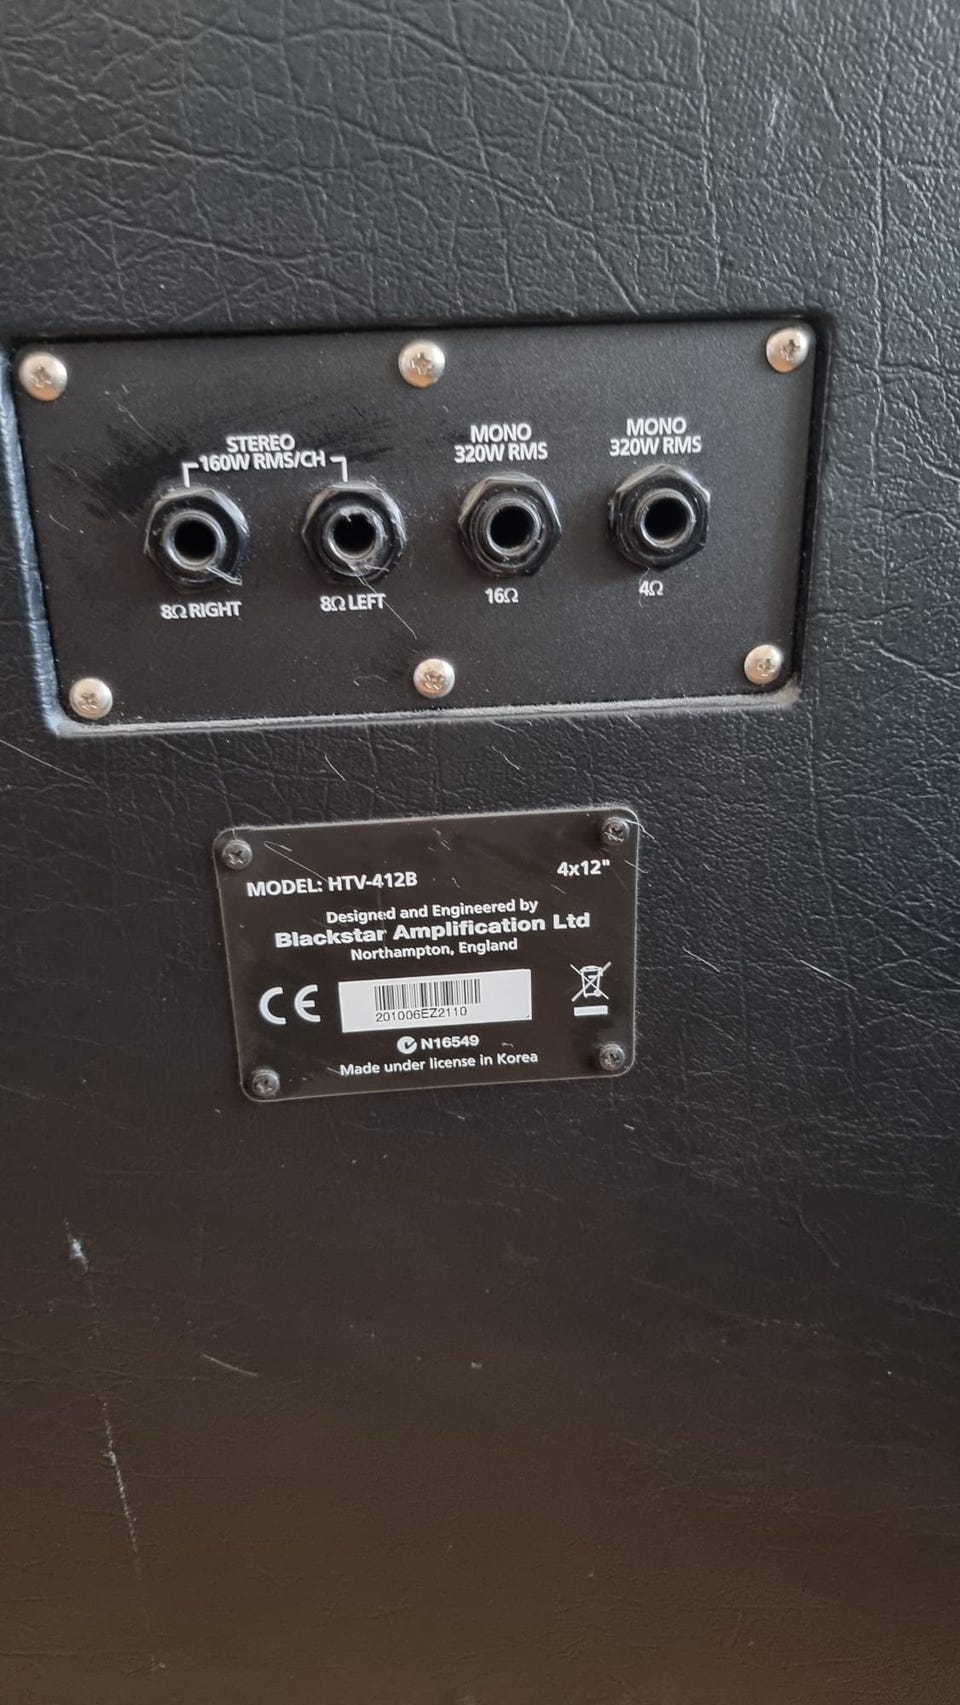 STEREO
160W RMS/CH
MONO
320W RMS
MONO
320W RMS
8Ω RIGHT
8Ω LEFT
16Ω
4Ω
MODEL: HTV-412B
4x12"
Designed and Engineered by
Blackstar Amplification Ltd
Northampton, England
CE
201006EZ2110
N16549
Made under license in Korea